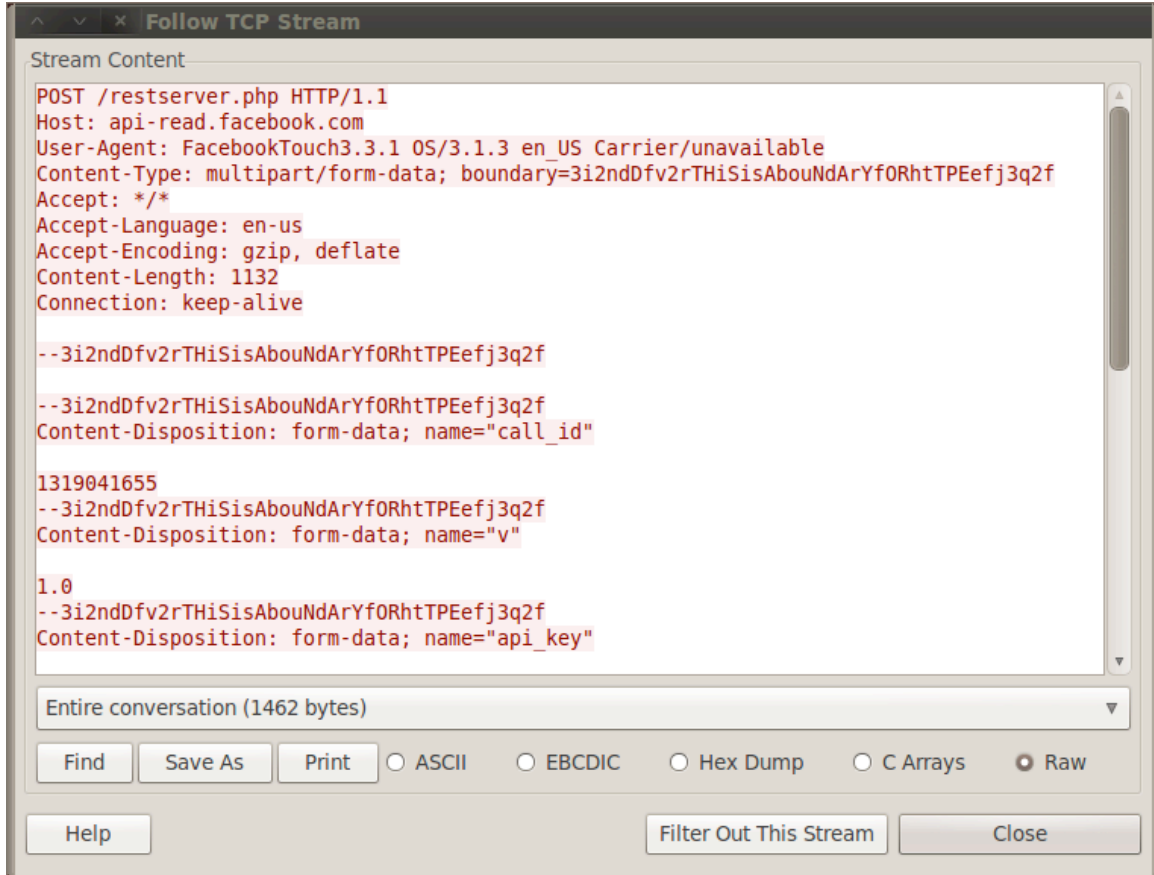 Follow TCP Stream
Stream Content
POST /restserver.php HTTP/1.1
Host: api-read.facebook.com
User-Agent: FacebookTouch3.3.1 OS/3.1.3 en_US Carrier/unavailable
Content-Type: multipart/form-data; boundary=3i2ndDfv2rTHiSisAbouNdArYfORhtTPEefj3q2f
Accept: */*
Accept-Language: en-us
Accept-Encoding: gzip, deflate
Content-Length: 1132
Connection: keep-alive
--3i2ndDfv2rTHiSisAbouNdArYfORhtTPEefj3q2f
--3i2ndDfv2rTHiSisAbouNdArYfORhtTPEefj3q2f
Content-Disposition: form-data; name="call_id"
1319041655
--3i2ndDfv2rTHiSisAbouNdArYfORhtTPEefj3q2f
Content-Disposition: form-data; name="v"
1.0
--3i2ndDfv2rTHiSisAbouNdArYfORhtTPEefj3q2f
Content-Disposition: form-data; name="api_key"
Entire conversation (1462 bytes)
Find Save As Print ASCII EBCDIC Hex Dump C Arrays Raw
Help Filter Out This Stream Close